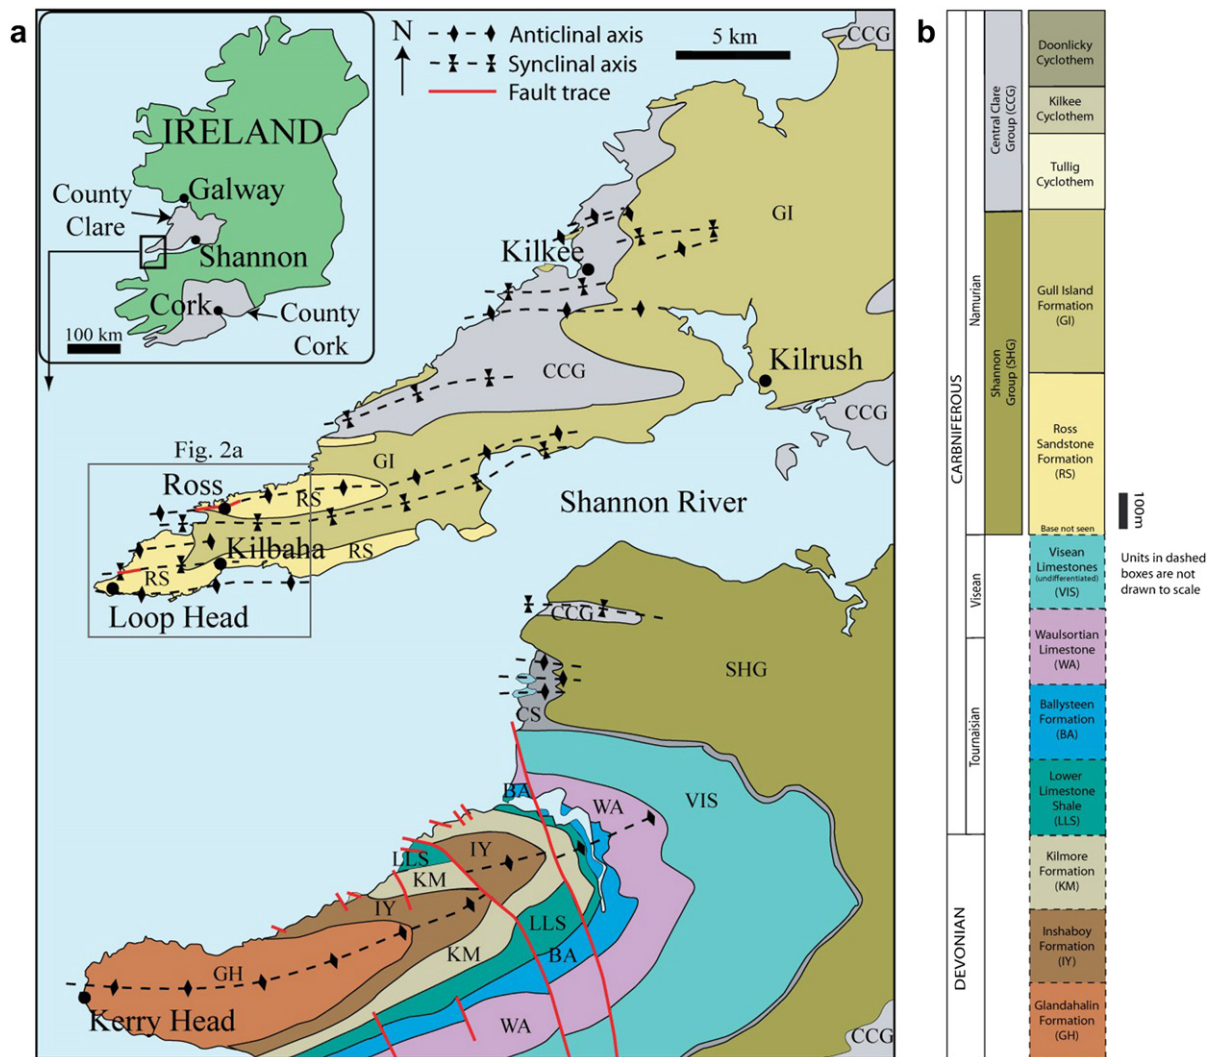 a
IRELAND
Galway
County
Clare
Shannon
Cork
County
Cork
100 km
N
Anticlinal axis
Synclinal axis
Fault trace
5 km
CCG
GI
Kilkee
Kilrush
CCG
CCG
Fig. 2a
GI
Ross
RS
Shannon River
Kilbaha
RS
RS
Loop Head
CCG
SHG
CS
BA
WA
VIS
LLS
IY
KM
IY
LLS
KM
BA
GH
Kerry Head
WA
CCG
b
CARBNIFEROUS
DEVONIAN
Namurian
Visean
Tournaisian
Central Clare
Group (CCG)
Shannon
Group (SHG)
Doonlicky
Cyclothem
Kilkee
Cyclothem
Tullig
Cyclothem
Gull Island
Formation
(GI)
Ross
Sandstone
Formation
(RS)
Base not seen
Visean
Limestones
(undifferentiated)
(VIS)
Waulsortian
Limestone
(WA)
Ballysteen
Formation
(BA)
Lower
Limestone
Shale
(LLS)
Kilmore
Formation
(KM)
Inshaboy
Formation
(IY)
Glandahalin
Formation
(GH)
100m
Units in dashed
boxes are not
drawn to scale